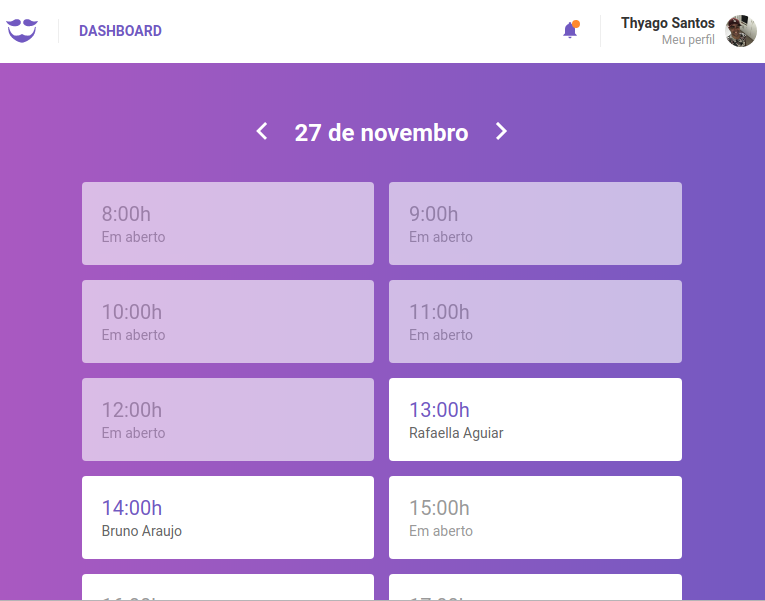 DASHBOARD
Thyago Santos
Meu perfil
27 de novembro
8:00h
Em aberto
9:00h
Em aberto
10:00h
Em aberto
11:00h
Em aberto
12:00h
Em aberto
13:00h
Rafaella Aguiar
14:00h
Bruno Araujo
15:00h
Em aberto